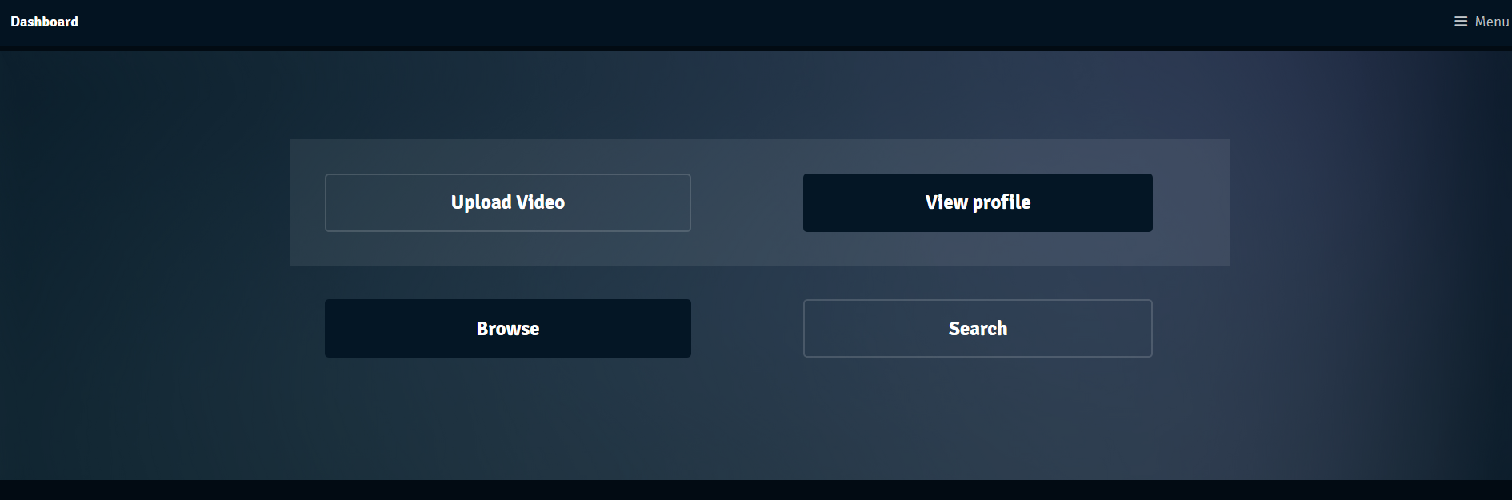 Dashboard
Menu
Upload Video
View profile
Browse
Search